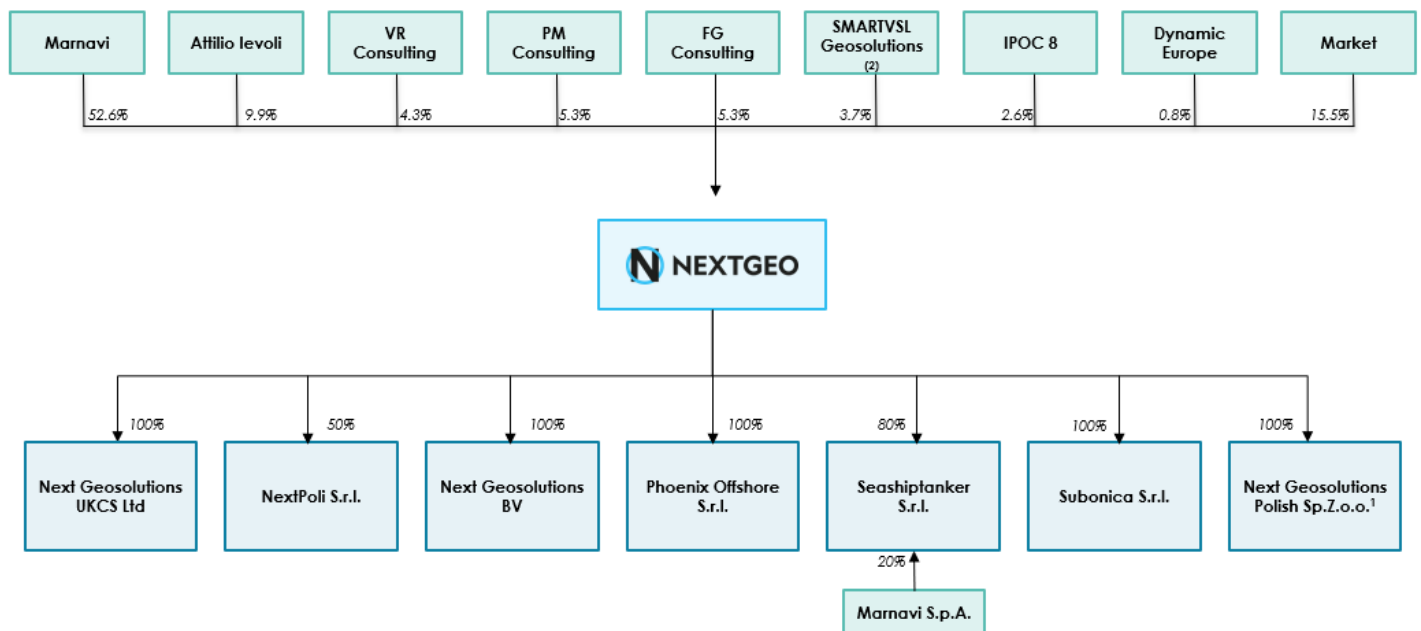 Marnavi
Attilio Ievoli
VR
Consulting
PM
Consulting
FG
Consulting
SMARTVSL
Geosolutions
(2)
IPOC 8
Dynamic
Europe
Market
52.6%
9.9%
4.3%
5.3%
5.3%
3.7%
2.6%
0.8%
15.5%
N NEXTGEO
100%
50%
100%
100%
80%
100%
100%
Next Geosolutions
UKCS Ltd
NextPoli S.r.l.
Next Geosolutions
BV
Phoenix Offshore
S.r.l.
Seashiptanker
S.r.l.
Subonica S.r.l.
Next Geosolutions
Polish Sp.Z.o.o.¹
20%
Marnavi S.p.A.